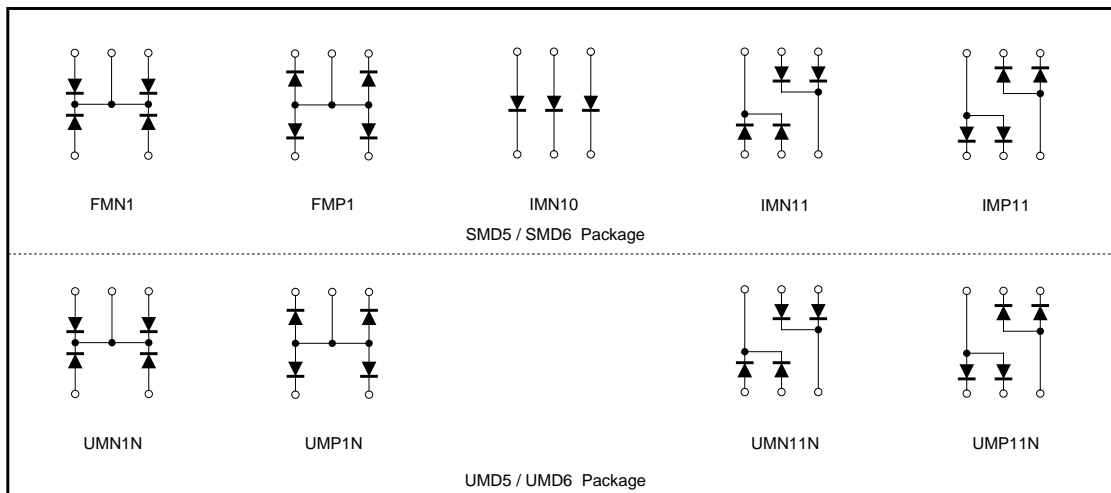 FMN1 FMP1 IMN10 IMN11 IMP11
SMD5 / SMD6 Package
UMN1N UMP1N UMN11N UMP11N
UMD5 / UMD6 Package